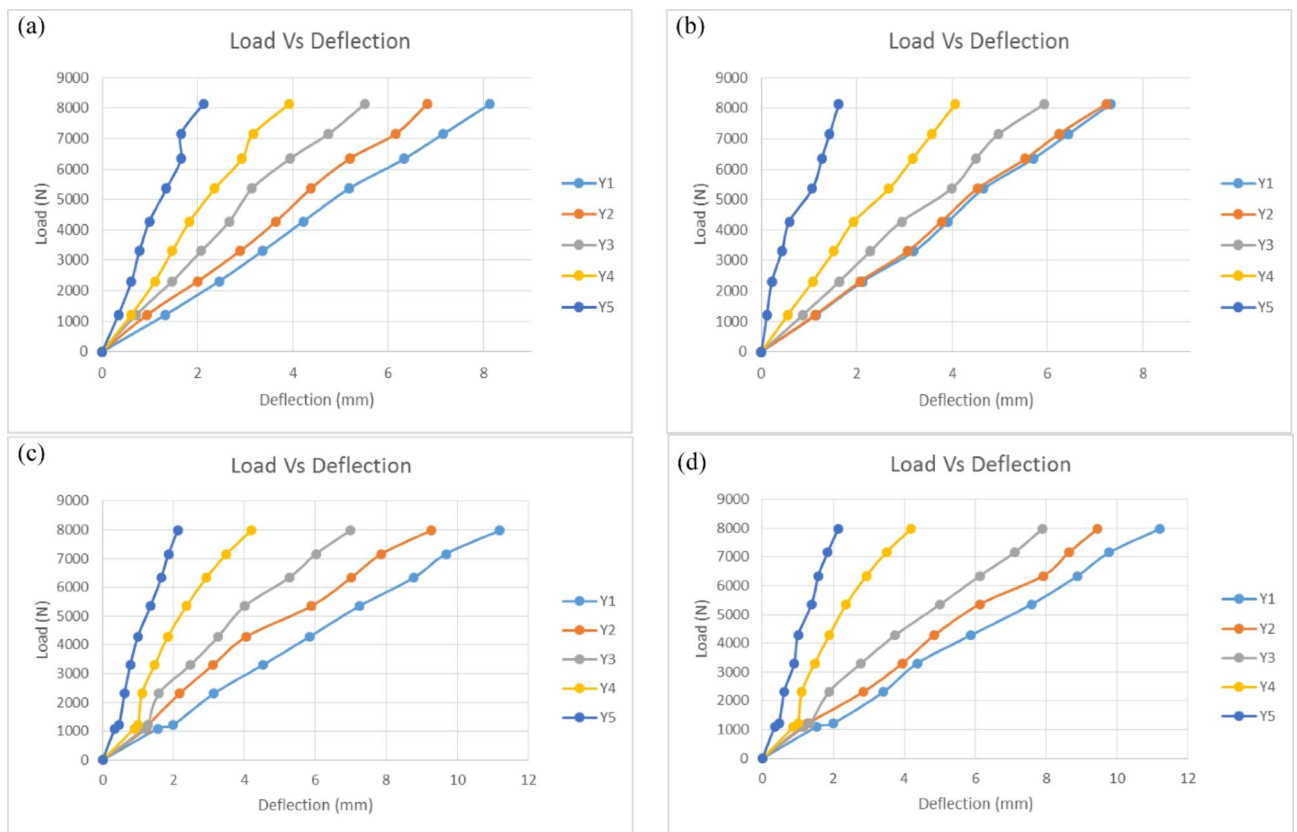 (a)
Load Vs Deflection
9000
8000
7000
6000
5000
4000
3000
2000
1000
0
Load (N)
0 2 4 6 8
Deflection (mm)
Y1
Y2
Y3
Y4
Y5
(b)
Load Vs Deflection
9000
8000
7000
6000
5000
4000
3000
2000
1000
0
Load (N)
0 2 4 6 8
Deflection (mm)
Y1
Y2
Y3
Y4
Y5
(c)
Load Vs Deflection
9000
8000
7000
6000
5000
4000
3000
2000
1000
0
Load (N)
0 2 4 6 8 10 12
Deflection (mm)
Y1
Y2
Y3
Y4
Y5
(d)
Load Vs Deflection
9000
8000
7000
6000
5000
4000
3000
2000
1000
0
Load (N)
0 2 4 6 8 10 12
Deflection (mm)
Y1
Y2
Y3
Y4
Y5